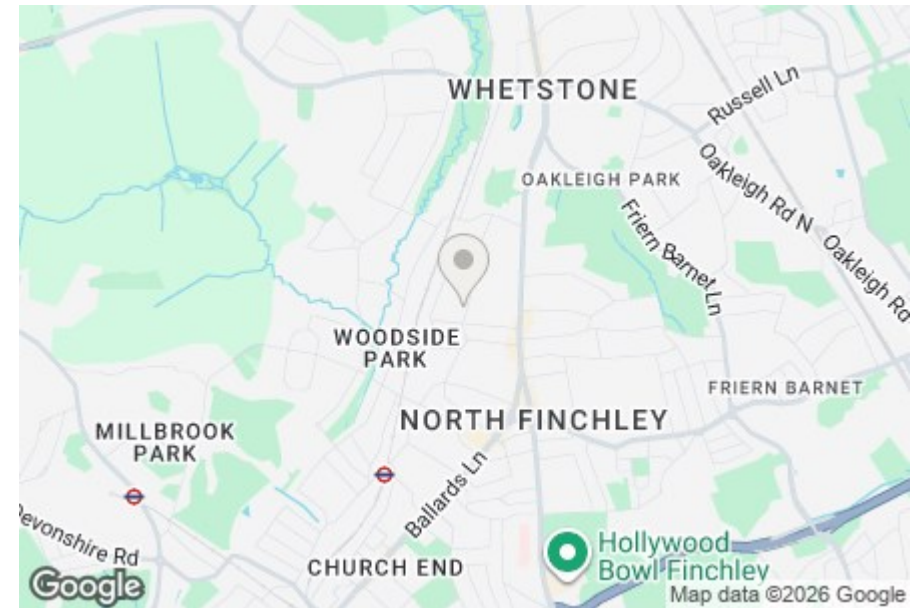 WHETSTONE
Russell Ln
OAKLEIGH PARK
Oakleigh Rd N
Friern Barnet Ln
Oakleigh Rd
WOODSIDE
PARK
FRIERN BARNET
NORTH FINCHLEY
MILLBROOK
PARK
Ballards Ln
Devonshire Rd
CHURCH END
Hollywood
Bowl Finchley
Google
Map data ©2026 Google